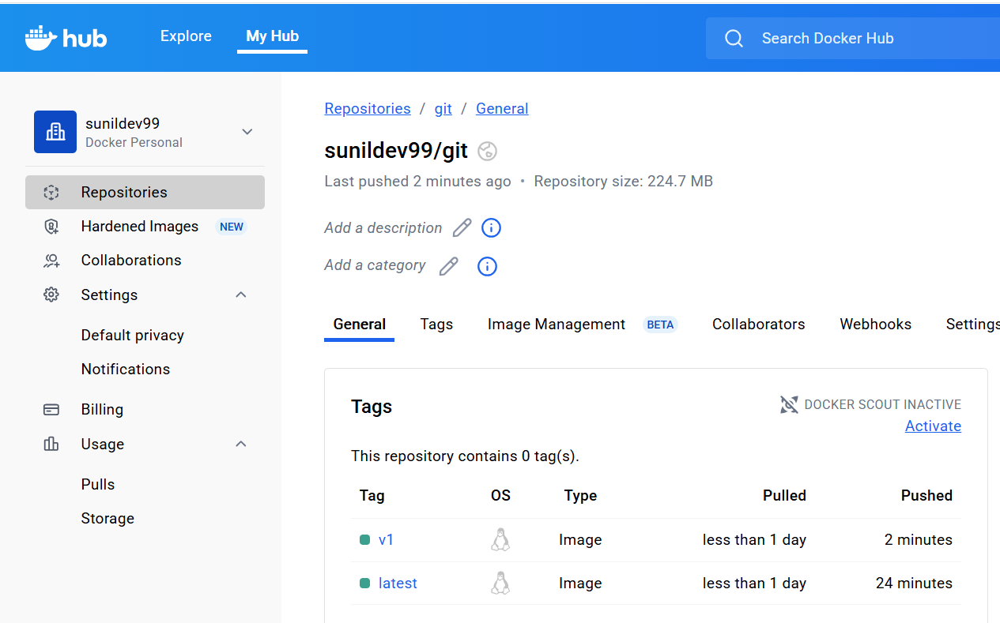 hub Explore My Hub Search Docker Hub
sunildev99
Docker Personal
Repositories
Hardened Images NEW
Collaborations
Settings
Default privacy
Notifications
Billing
Usage
Pulls
Storage
Repositories / git / General
sunildev99/git
Last pushed 2 minutes ago • Repository size: 224.7 MB
Add a description
Add a category
General Tags Image Management BETA Collaborators Webhooks Settings
Tags
DOCKER SCOUT INACTIVE
Activate
This repository contains 0 tag(s).
Tag OS Type Pulled Pushed
v1 Image less than 1 day 2 minutes
latest Image less than 1 day 24 minutes